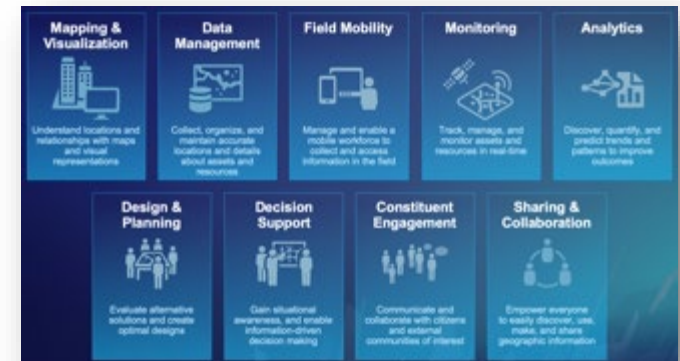 Mapping &
Visualization
Understand locations and
relationships with maps
and visual
representations
Data
Management
Collect, organize, and
maintain accurate
locations and details
about assets and
resources
Field Mobility
Manage and enable a
mobile workforce to
collect and access
information in the field
Monitoring
Track, manage, and
monitor assets and
resources in real-time
Analytics
Discover, quantify, and
predict trends and
patterns to improve
outcomes
Design &
Planning
Evaluate alternative
solutions and create
optimal designs
Decision
Support
Gain situational
awareness, and enable
information-driven
decision making
Constituent
Engagement
Communicate and
collaborate with citizens
and external
communities of interest
Sharing &
Collaboration
Empower everyone
to easily discover, use,
make, and share
geographic information